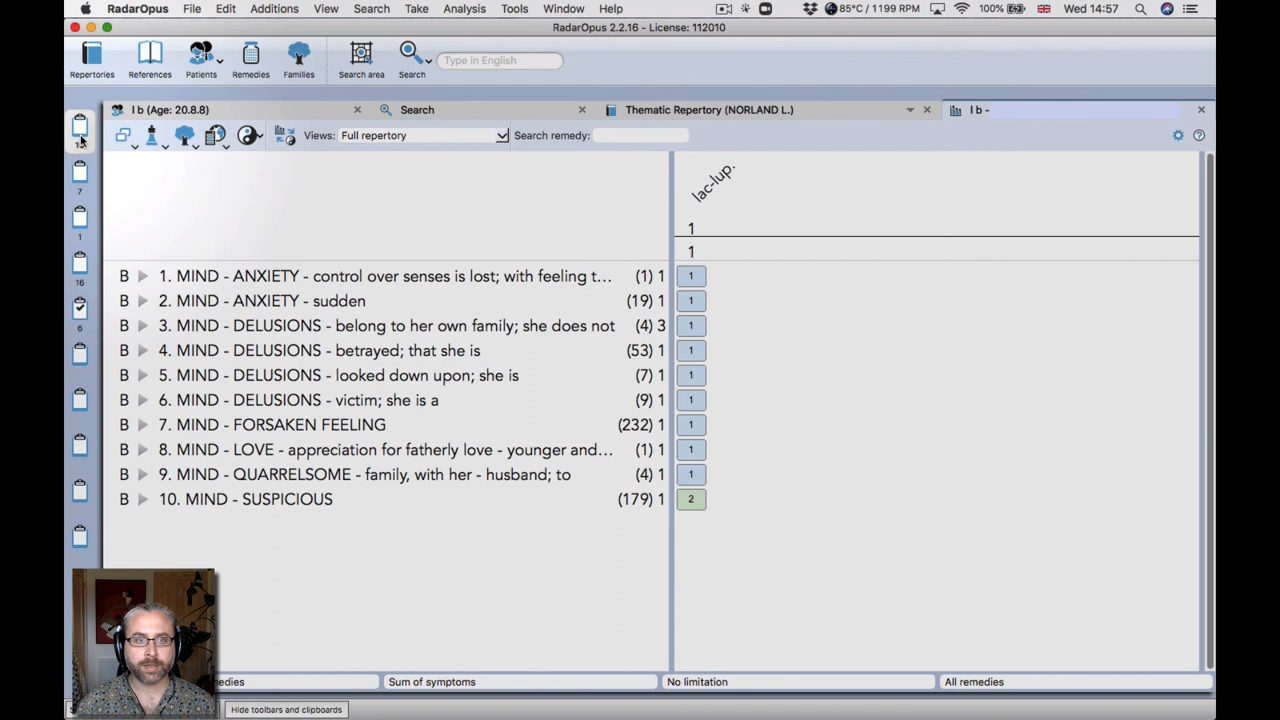 RadarOpus File Edit View Additions Search Take Analysis Tools Window Help 85°C / 1199 RPM 100% Wed 14:57
RadarOpus 2.2.16 - License: 112010
Type in English
Repertories References Patients Remedies Families Search area Search
l b (Age: 20.8.8) Search Thematic Repertory (NORLAND L.) l b -
Views: Full repertory Search remedy:
7
1
16
6
lac-lup.
1
1
B 1. MIND - ANXIETY - control over senses is lost; with feeling t... (1) 1 1
B 2. MIND - ANXIETY - sudden (19) 1 1
B 3. MIND - DELUSIONS - belong to her own family; she does not (4) 3 1
B 4. MIND - DELUSIONS - betrayed; that she is (53) 1 1
B 5. MIND - DELUSIONS - looked down upon; she is (7) 1 1
B 6. MIND - DELUSIONS - victim; she is a (9) 1 1
B 7. MIND - FORSAKEN FEELING (232) 1 1
B 8. MIND - LOVE - appreciation for fatherly love - younger and... (1) 1 1
B 9. MIND - QUARRELSOME - family, with her - husband; to (4) 1 1
B 10. MIND - SUSPICIOUS (179) 1 2
edies Sum of symptoms No limitation All remedies
Hide toolbars and clipboards